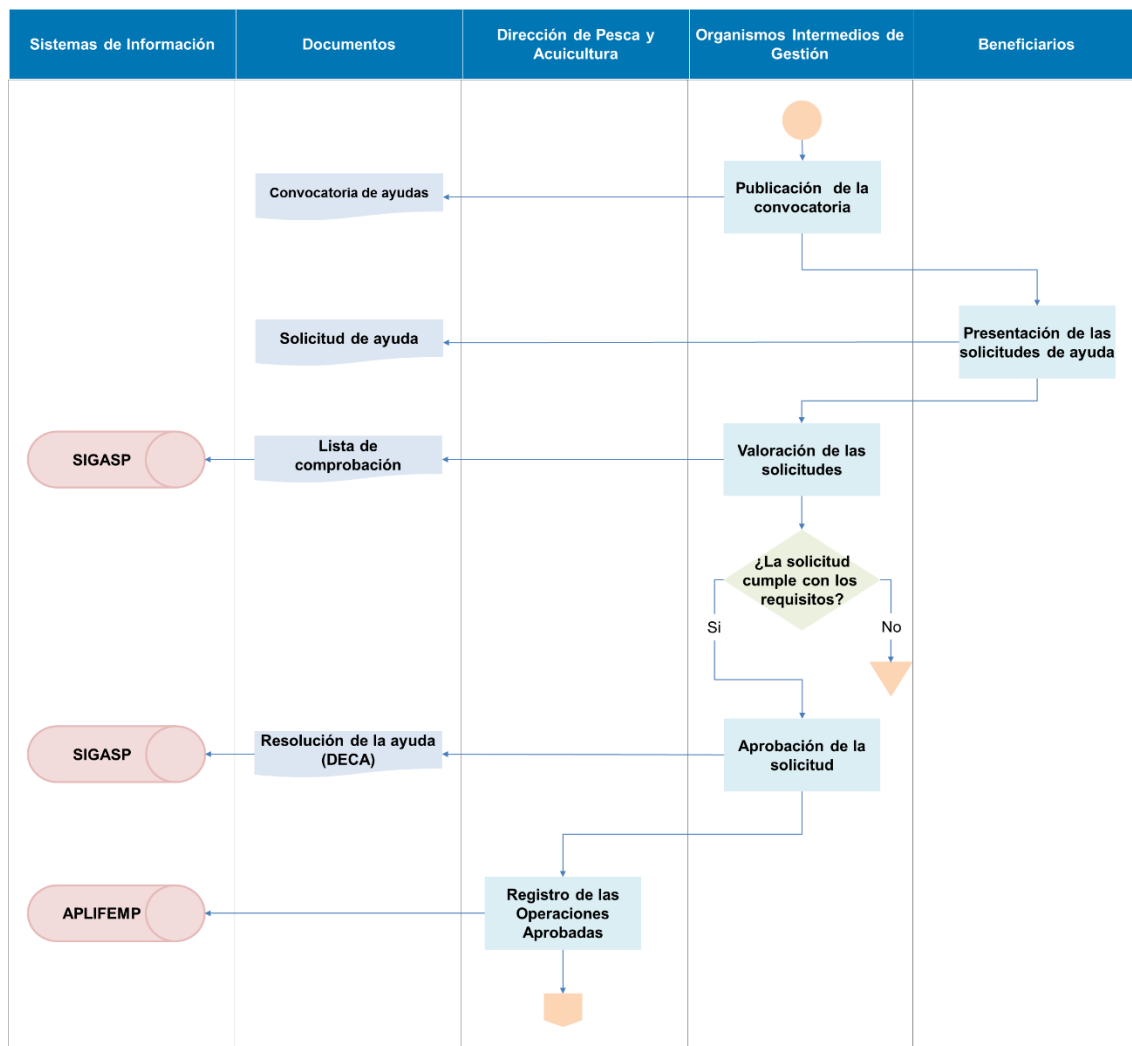 Sistemas de Información
Documentos
Dirección de Pesca y
Acuicultura
Organismos Intermedios de
Gestión
Beneficiarios
Publicación de la
convocatoria
Convocatoria de ayudas
Presentación de las
solicitudes de ayuda
Solicitud de ayuda
Valoración de las
solicitudes
Lista de
comprobación
SIGASP
¿La solicitud
cumple con los
requisitos?
Si
No
Aprobación de la
solicitud
Resolución de la ayuda
(DECA)
SIGASP
Registro de las
Operaciones
Aprobadas
APLIFEMP